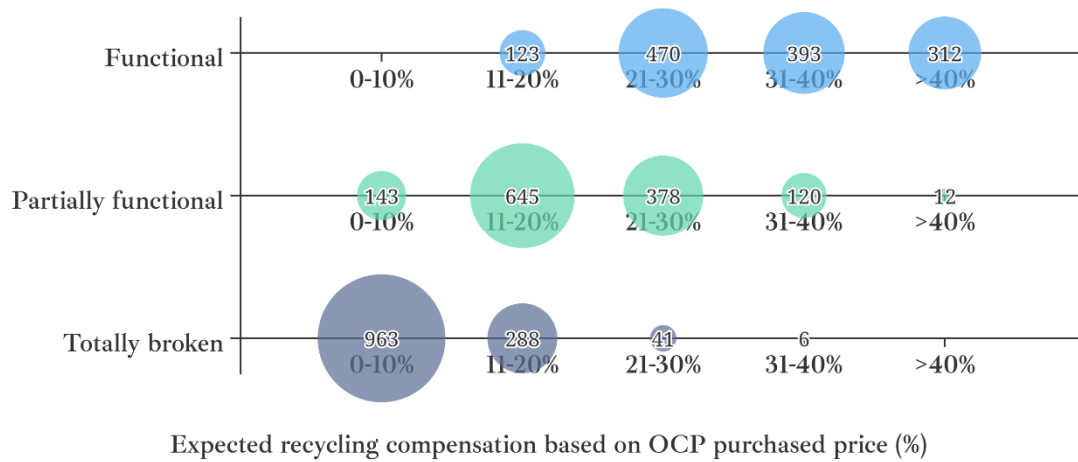 Functional
123 470 393 312
0-10% 11-20% 21-30% 31-40% >40%
Partially functional
143 645 378 120 12
0-10% 11-20% 21-30% 31-40% >40%
Totally broken
963 288 41 6
0-10% 11-20% 21-30% 31-40% >40%
Expected recycling compensation based on OCP purchased price (%)